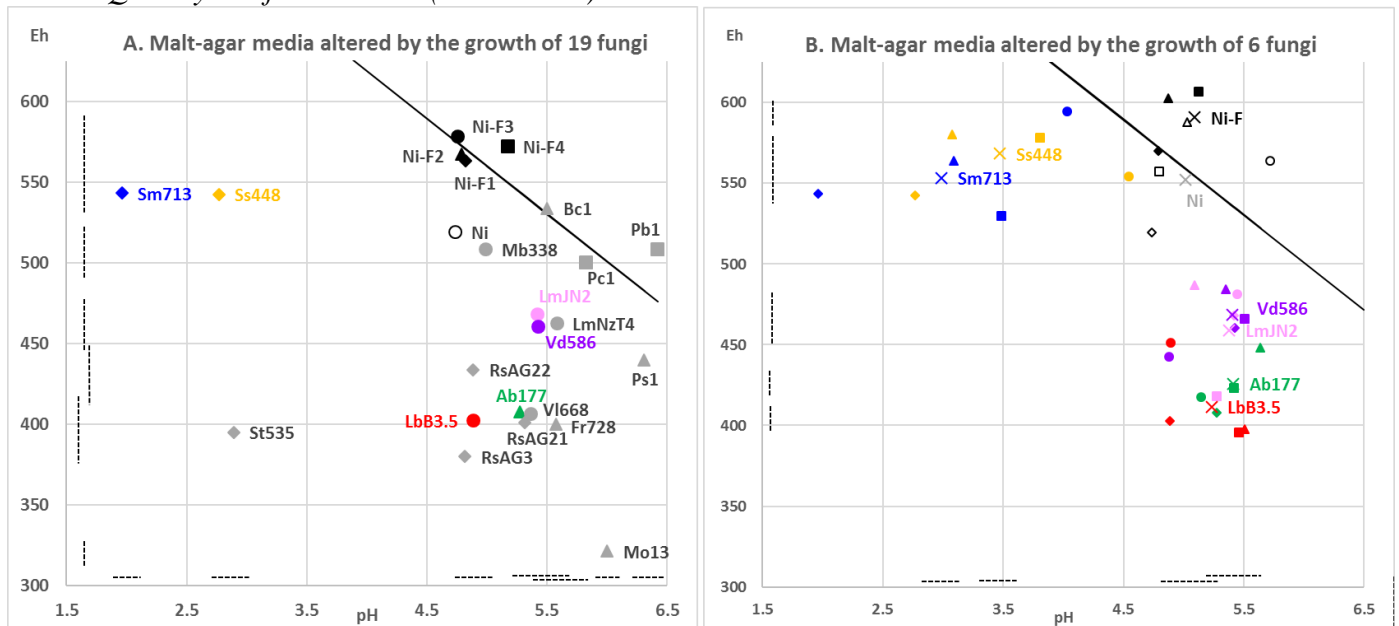 Eh
A. Malt-agar media altered by the growth of 19 fungi
600
550
500
450
400
350
300
1.5
2.5
3.5
4.5
5.5
6.5
pH
Ni-F3
Ni-F2
Ni-F4
Ni-F1
Sm713
Ss448
Bc1
Ni
Mb338
Pb1
Pc1
LmJN2
LmNzT4
Vd586
Ps1
RsAG22
Ab177
Vl668
LbB3.5
Fr728
RsAG21
St535
RsAG3
Mo13
Eh
B. Malt-agar media altered by the growth of 6 fungi
600
550
500
450
400
350
300
1.5
2.5
3.5
4.5
5.5
6.5
pH
Ni-F
Ss448
Sm713
Ni
Vd586
LmJN2
Ab177
LbB3.5